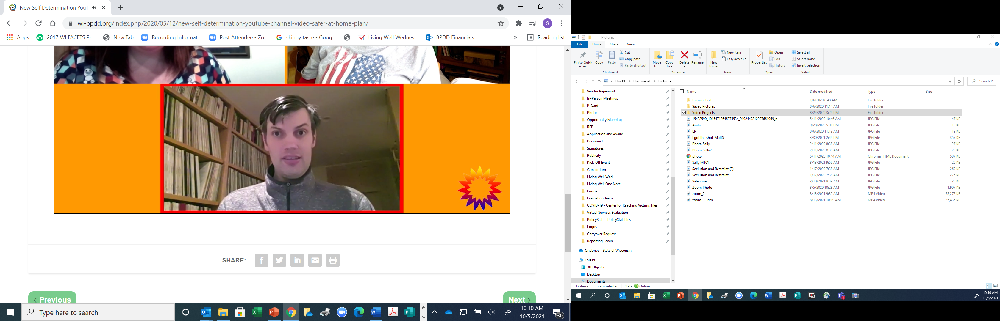 New Self Determination YouT
wi-bpdd.org/index.php/2020/05/12/new-self-determination-youtube-channel-video-safer-at-home-plan/
S
Apps
2017 WI FACETS Pr...
New Tab
Recording Informat...
Post Attendee - Zo...
skinny taste - Goog...
Living Well Wednes...
BPDD Financials
»
Reading list
SHARE:
Previous
Next
Type here to search
10:10 AM
10/5/2021
30
Pictures
File
Home
Share
View
Pin to Quick access
Copy
Paste
Cut
Copy path
Paste shortcut
Clipboard
Move to
Copy to
Delete
Rename
Organize
New folder
New item
Easy access
New
Properties
Open
Edit
History
Open
Select all
Select none
Invert selection
Select
This PC > Documents > Pictures
Search P...
Vendor Paperwork
In-Person Meetings
P-Card
Photos
Opportunity Mapping
RFP
Application and Award
Personnel
Signatures
Publicity
Kick-Off Event
Consortium
Living Well Wed
Living Well One Note
Forms
Evaluation Team
COVID-19 - Center for Reaching Victims_files
Virtual Services Evaluation
PolicyStat __ PolicyStat_files
Logos
Carryover Request
Reporting Lewin
OneDrive - State of Wisconsin
This PC
3D Objects
Desktop
Documents
Name Date modified Type Size
Camera Roll 1/6/2020 8:48 AM File folder
Saved Pictures 8/6/2020 11:14 AM File folder
Video Projects 8/24/2020 3:29 PM File folder
15492590_10154712646274534_9192449212207661969_n 5/11/2020 10:46 AM JPG File 47 KB
Anita 9/28/2020 5:01 PM JPG File 19 KB
ER 8/6/2020 11:12 AM JPG File 119 KB
I got the shot_MattS 3/30/2021 2:49 PM JPG File 357 KB
Photo Sally 2/11/2020 8:38 AM JPG File 27 KB
Photo Sally2 2/11/2020 8:38 AM JPG File 28 KB
photo 5/11/2020 10:44 AM Chrome HTML Document 587 KB
Sally M101 8/13/2021 9:59 AM JPG File 20 KB
Seclusion and Restraint (2) 1/17/2020 7:38 AM JPG File 269 KB
Seclusion and Restraint 1/17/2020 7:38 AM JPG File 276 KB
Valentine 2/10/2021 9:39 AM JPG File 28 KB
Zoom Photo 8/5/2020 10:28 AM JPG File 1,907 KB
zoom_0 8/13/2021 9:35 AM MP4 Video 33,272 KB
zoom_0_Trim 8/13/2021 10:19 AM MP4 Video 35,435 KB
17 items 1 item selected State: Online
10:10 AM
10/5/2021